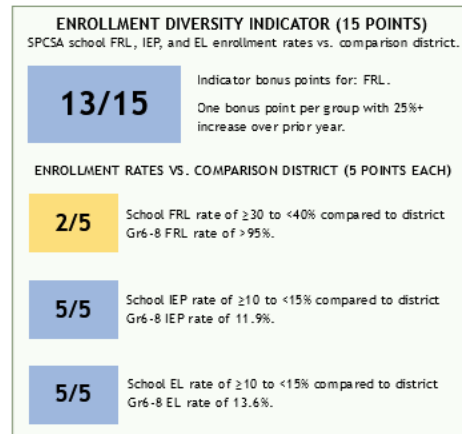 ENROLLMENT DIVERSITY INDICATOR (15 POINTS)
SPCSA school FRL, IEP, and EL enrollment rates vs. comparison district.
13/15
Indicator bonus points for: FRL.
One bonus point per group with 25%+
increase over prior year.
ENROLLMENT RATES VS. COMPARISON DISTRICT (5 POINTS EACH)
2/5
School FRL rate of ≥30 to <40% compared to district
Gr6-8 FRL rate of >95%.
5/5
School IEP rate of ≥10 to <15% compared to district
Gr6-8 IEP rate of 11.9%.
5/5
School EL rate of ≥10 to <15% compared to district
Gr6-8 EL rate of 13.6%.